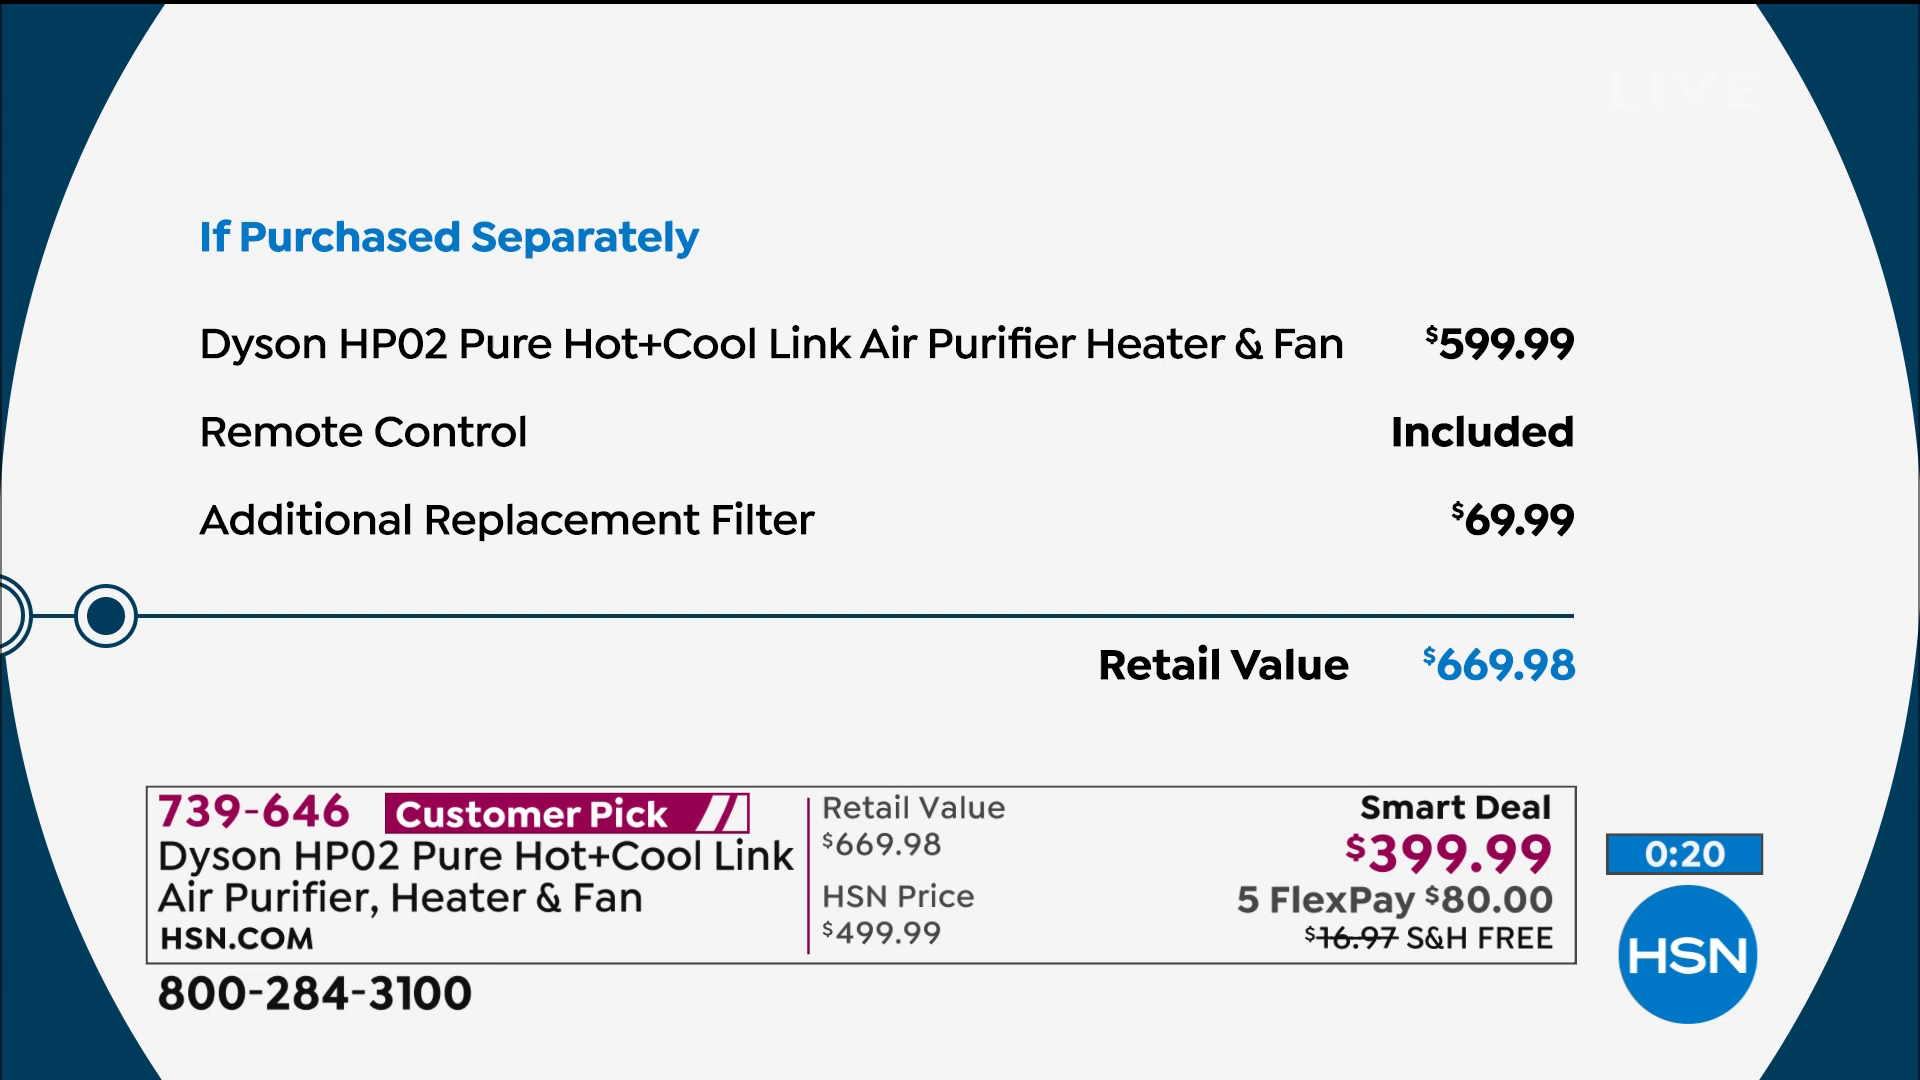 LIVE
If Purchased Separately
Dyson HP02 Pure Hot+Cool Link Air Purifier Heater & Fan $599.99
Remote Control Included
Additional Replacement Filter $69.99
Retail Value $669.98
739-646 Customer Pick
Dyson HP02 Pure Hot+Cool Link
Air Purifier, Heater & Fan
HSN.COM
Retail Value
$669.98
HSN Price
$499.99
Smart Deal
$399.99
5 FlexPay $80.00
$16.97 S&H FREE
0:20
HSN
800-284-3100